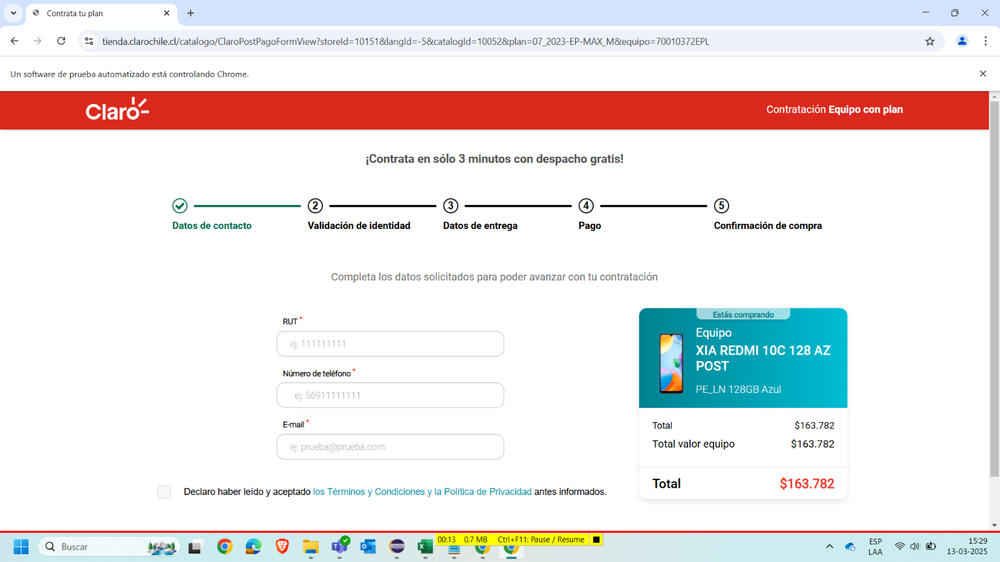 Contrata tu plan
tienda.clarochile.cl/catalogo/ClaroPostPagoFormView?storeId=10151&langId=-5&catalogId=10052&plan=07_2023-EP-MAX_M&equipo=70010372EPL
Un software de prueba automatizado está controlando Chrome.
Claro
Contratación Equipo con plan
¡Contrata en sólo 3 minutos con despacho gratis!
2 3 4 5
Datos de contacto Validación de identidad Datos de entrega Pago Confirmación de compra
Completa los datos solicitados para poder avanzar con tu contratación
RUT *
ej: 111111111
Número de teléfono *
ej: 56911111111
E-mail *
ej: prueba@prueba.com
Declaro haber leído y aceptado los Términos y Condiciones y la Política de Privacidad antes informados.
Estás comprando
Equipo
XIA REDMI 10C 128 AZ
POST
PE_LN 128GB Azul
Total $163.782
Total valor equipo $163.782
Total $163.782
Buscar
00:13 0.7 MB Ctrl+F11: Pause / Resume
ESP
LAA
15:29
13-03-2025